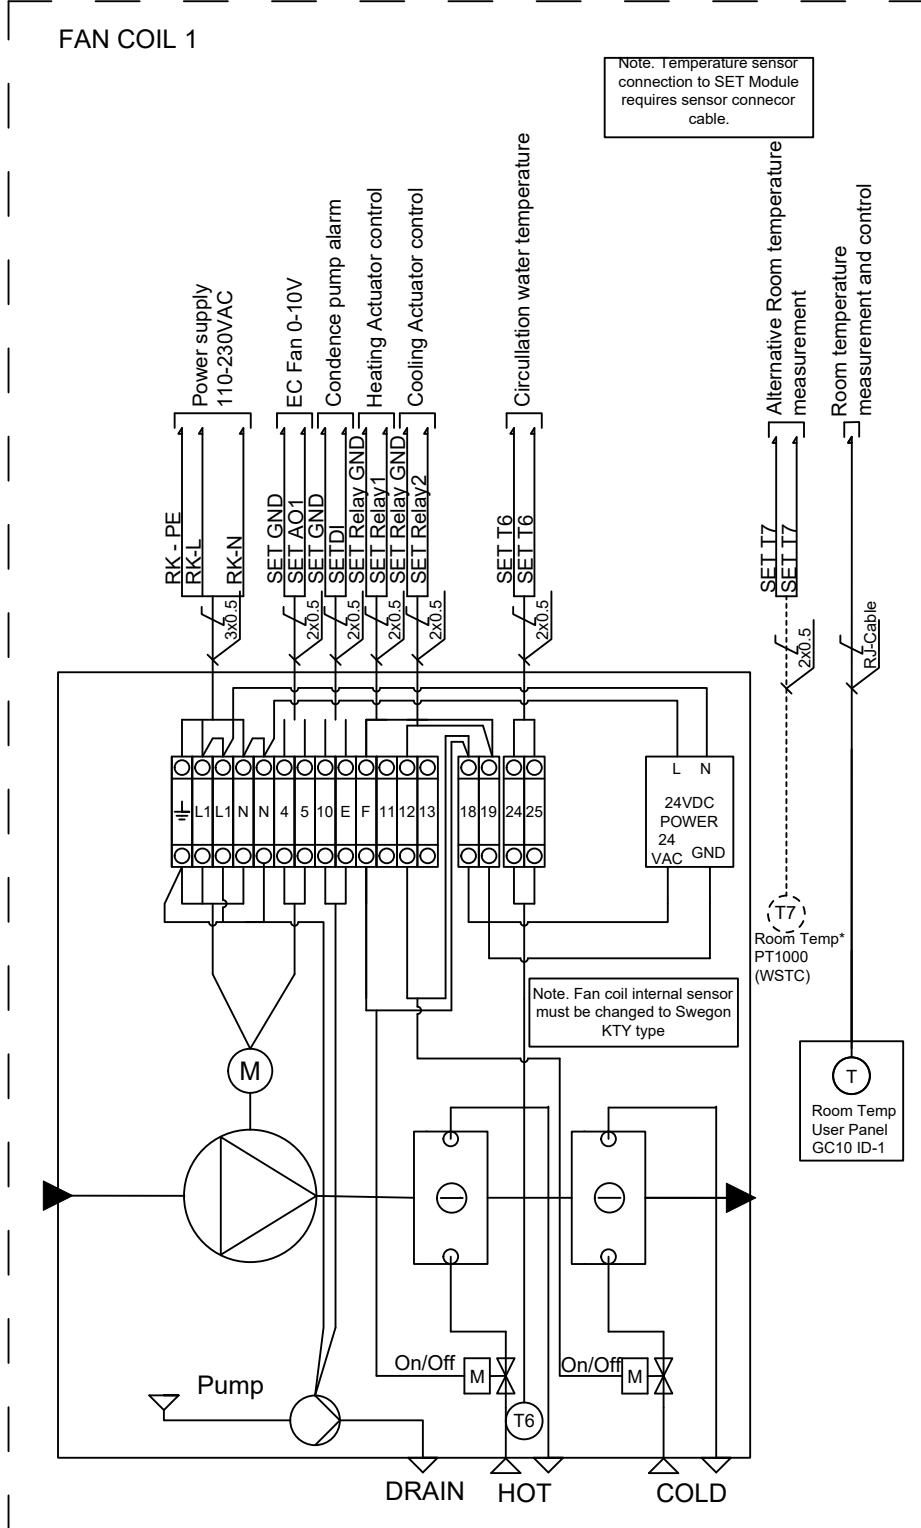 FAN COIL 1
Note. Temperature sensor
connection to SET Module
requires sensor connecor
cable.
Power supply
110-230VAC
EC Fan 0-10V
Condence pump alarm
Heating Actuator control
Cooling Actuator control
Circullation water temperature
Alternative Room temperature
measurement
Room temperature
measurement and control
RK - PE
RK-L
RK-N
SET GND
SET AO1
SET GND
SET DI
SET Relay GND
SET Relay1
SET Relay GND
SET Relay2
SET T6
SET T6
SET T7
SET T7
3x0.5
2x0.5
2x0.5
2x0.5
2x0.5
2x0.5
2x0.5
RJ-Cable
L1 L1 N N 4 5 10 E F 11 12 13 18 19 24 25
L N
24VDC
POWER
24
VAC GND
T7
Room Temp*
PT1000
(WSTC)
Note. Fan coil internal sensor
must be changed to Swegon
KTY type
M
T
Room Temp
User Panel
GC10 ID-1
On/Off
M
On/Off
M
Pump
T6
DRAIN
HOT
COLD